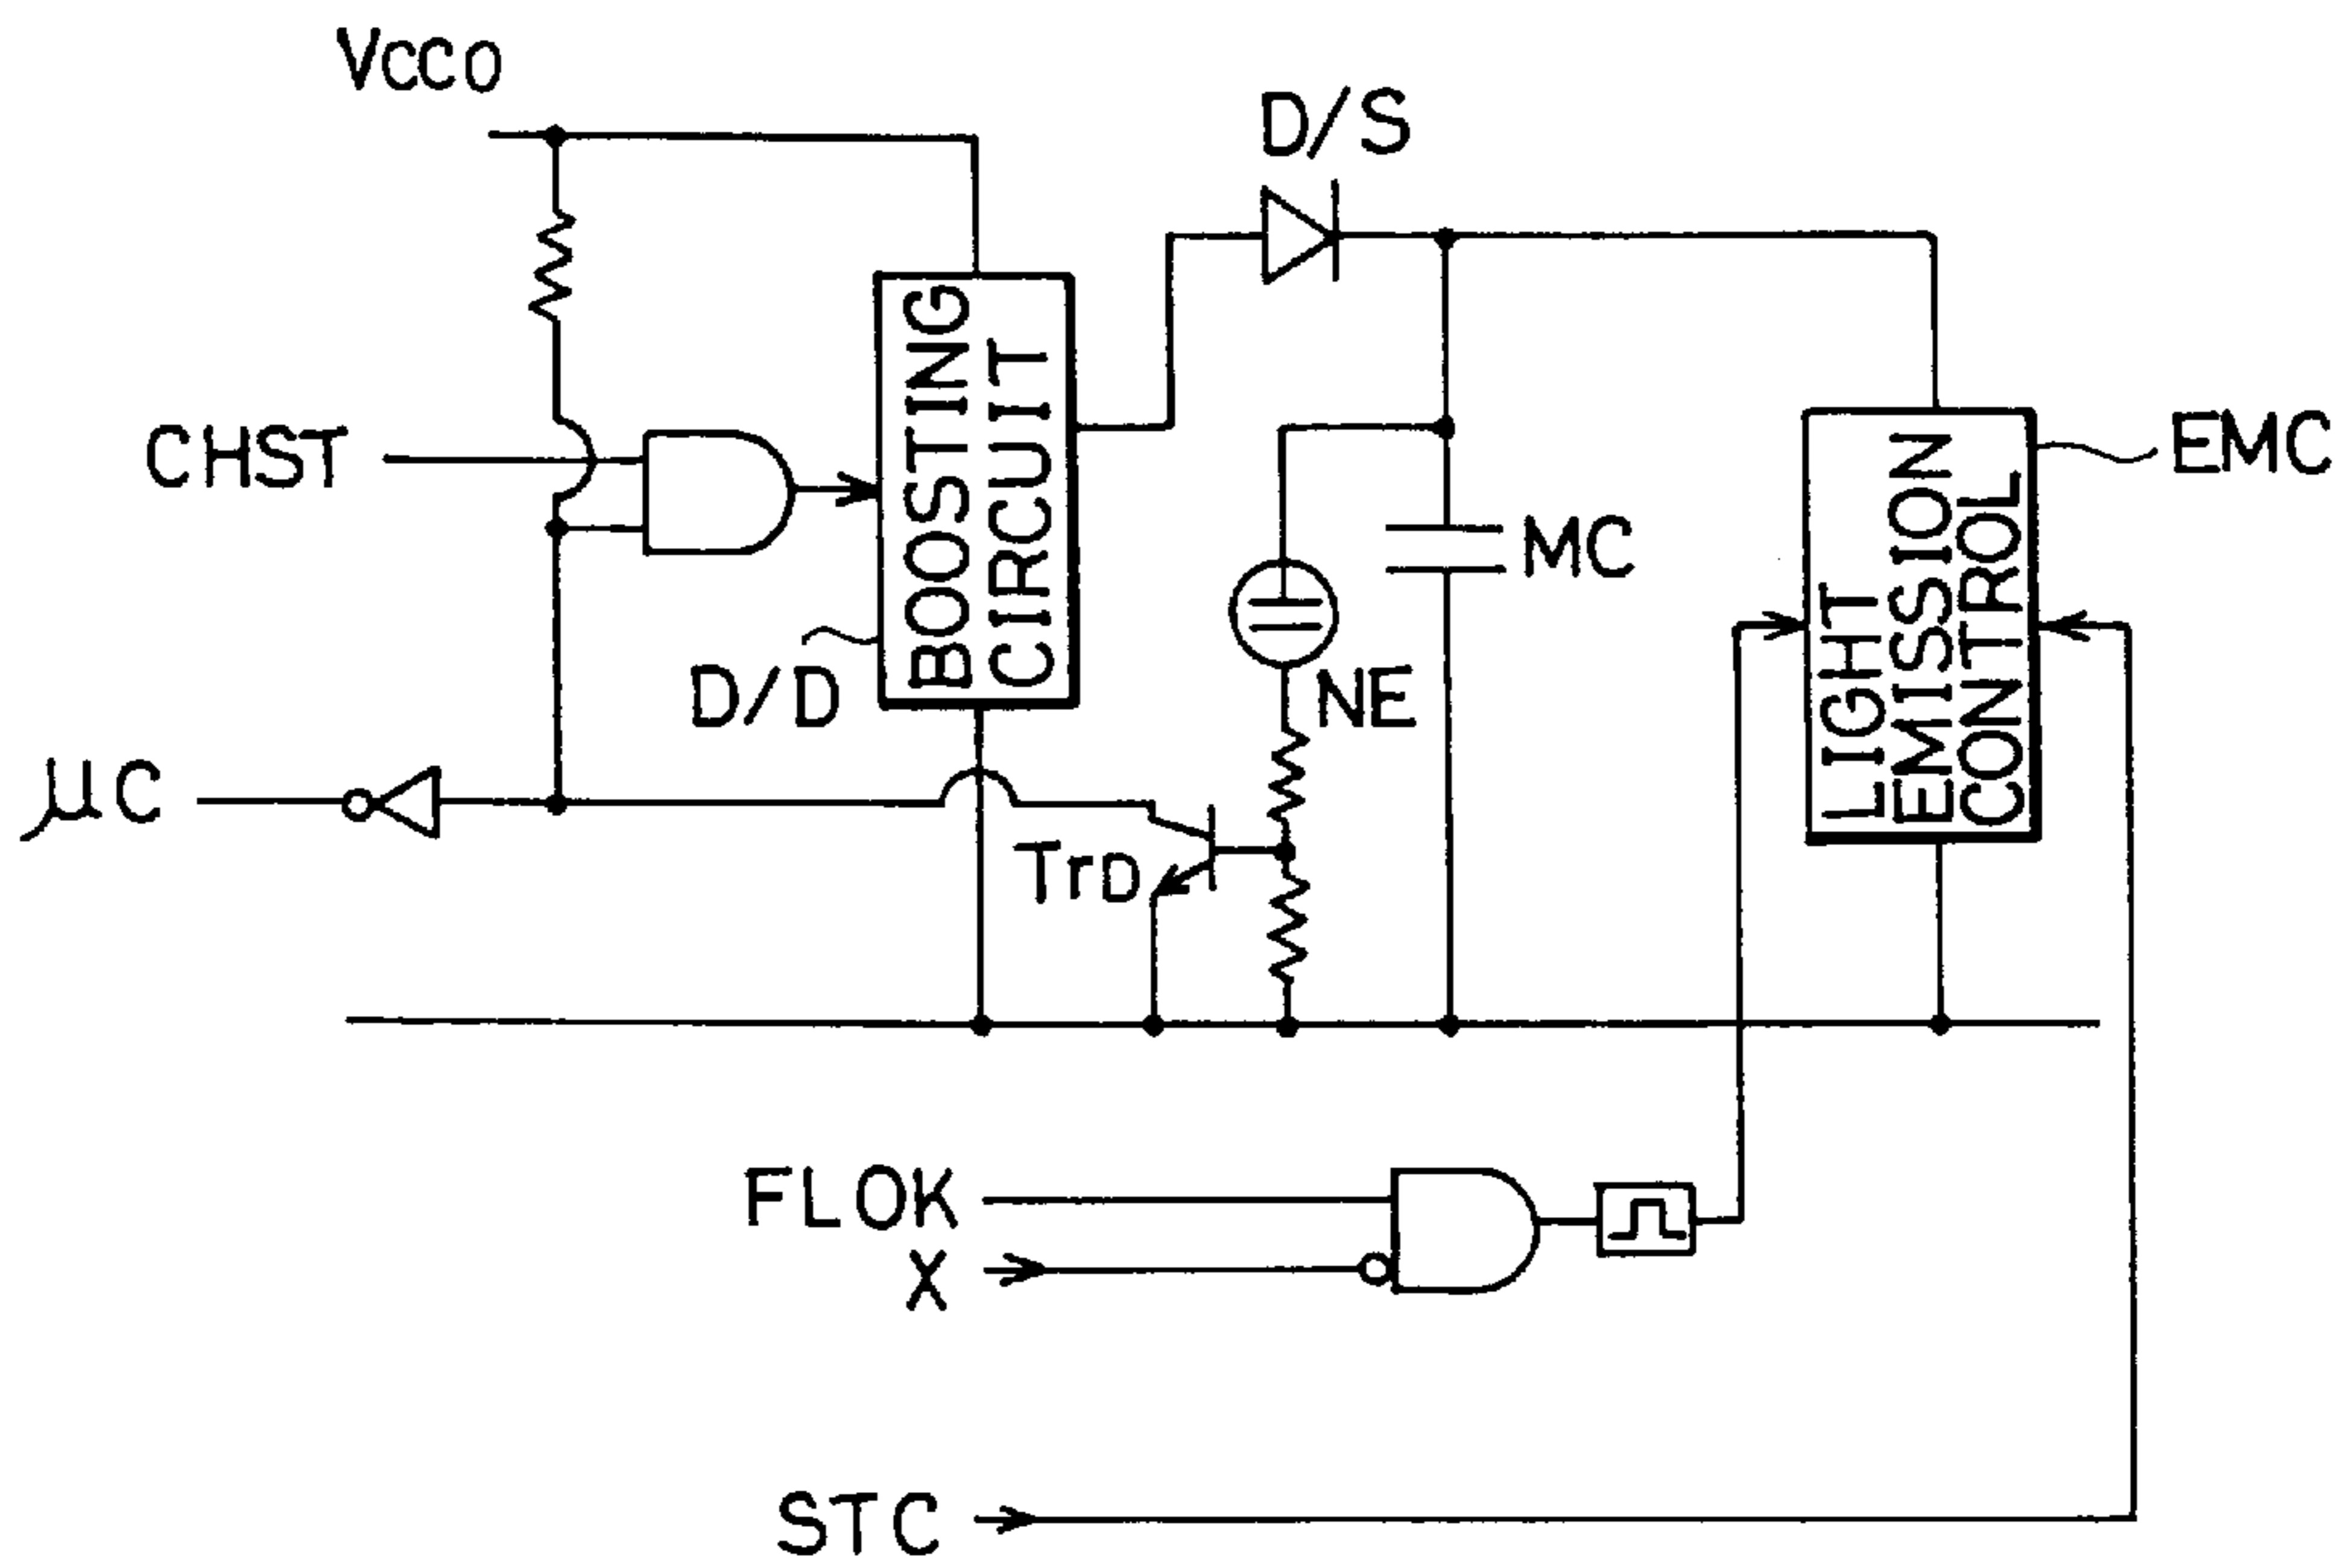 VCCO
D/S
CHST
BOOSTING
CIRCUIT
EMC
MC
LIGHT
EMISSION
CONTROL
D/D
NE
μC
TrD
FLOK
X
STC